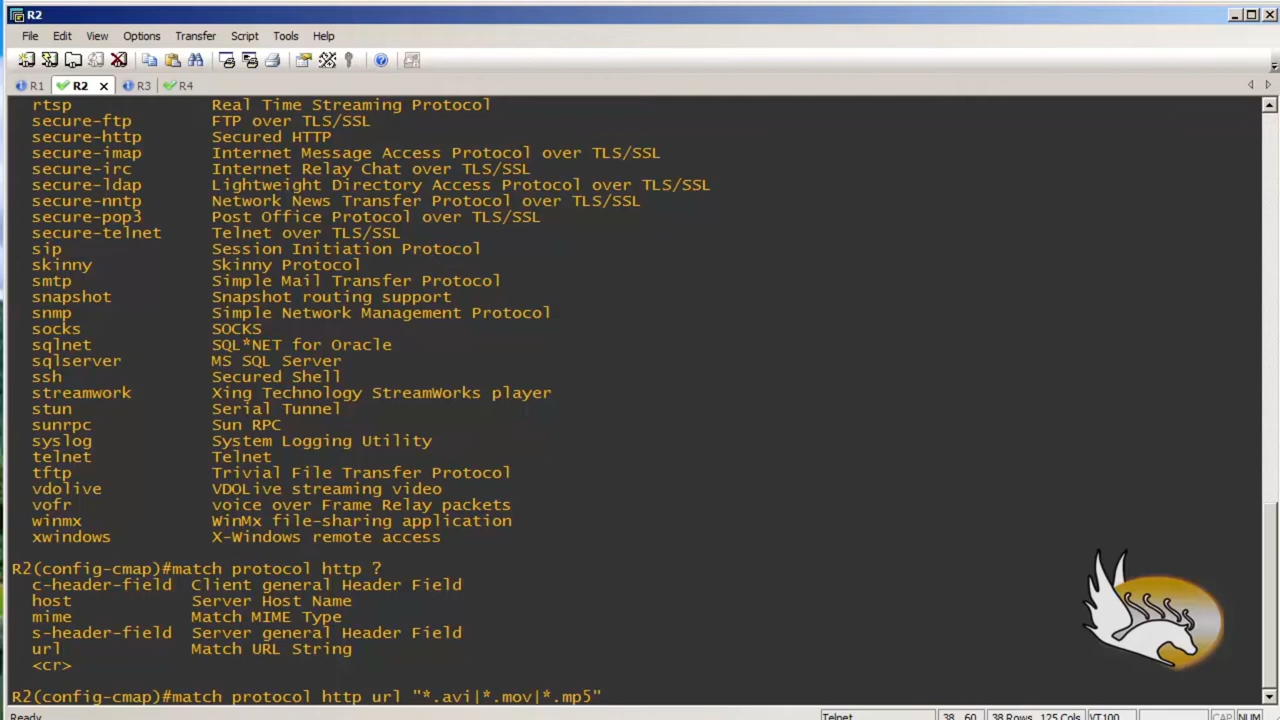 R2
File Edit View Options Transfer Script Tools Help
R1 R2 X R3 R4
rtsp Real Time Streaming Protocol
secure-ftp FTP over TLS/SSL
secure-http Secured HTTP
secure-imap Internet Message Access Protocol over TLS/SSL
secure-irc Internet Relay Chat over TLS/SSL
secure-ldap Lightweight Directory Access Protocol over TLS/SSL
secure-nntp Network News Transfer Protocol over TLS/SSL
secure-pop3 Post Office Protocol over TLS/SSL
secure-telnet Telnet over TLS/SSL
sip Session Initiation Protocol
skinny Skinny Protocol
smtp Simple Mail Transfer Protocol
snapshot Snapshot routing support
snmp Simple Network Management Protocol
socks SOCKS
sqlnet SQL*NET for Oracle
sqlserver MS SQL Server
ssh Secured Shell
streamwork Xing Technology StreamWorks player
stun Serial Tunnel
sunrpc Sun RPC
syslog System Logging Utility
telnet Telnet
tftp Trivial File Transfer Protocol
vdolive VDOLive streaming video
vofr voice over Frame Relay packets
winmx WinMx file-sharing application
xwindows X-Windows remote access
R2(config-cmap)#match protocol http ?
c-header-field Client general Header Field
host Server Host Name
mime Match MIME Type
s-header-field Server general Header Field
url Match URL String
<cr>
R2(config-cmap)#match protocol http url "*.avi|*.mov|*.mp5"
Ready Telnet 38, 60 38 Rows, 125 Cols VT100 CAP NUM